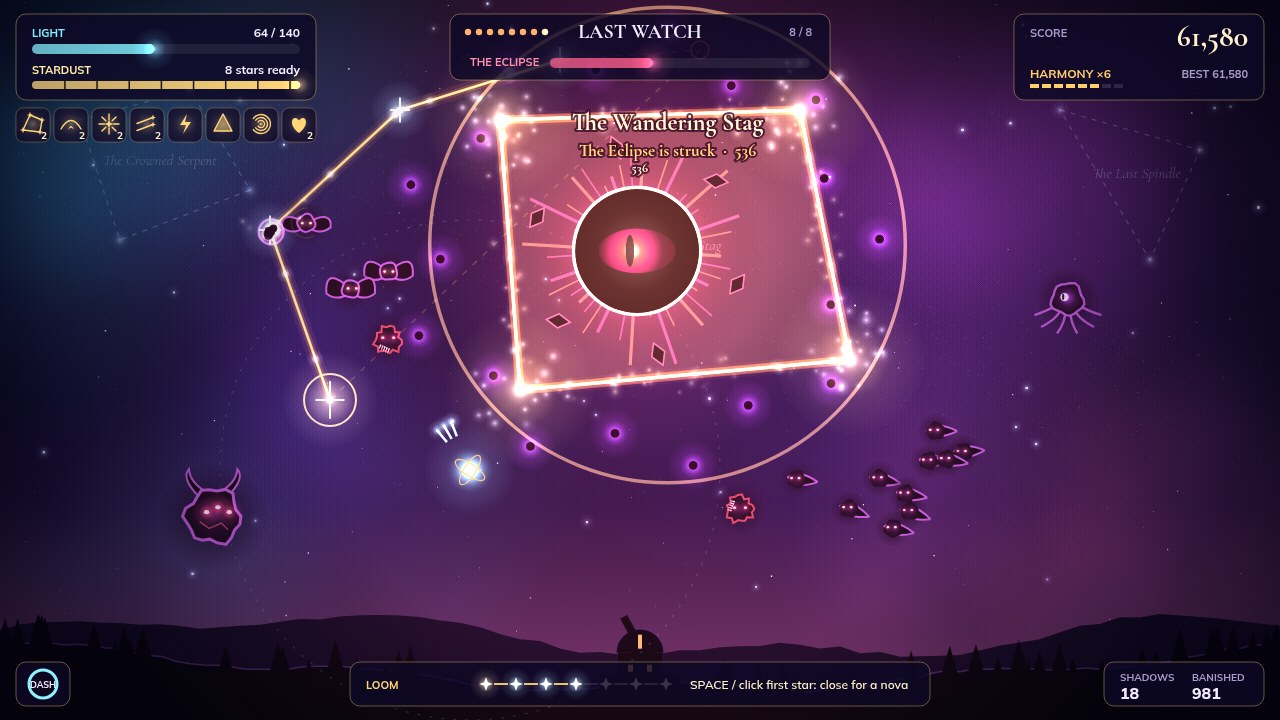 LIGHT 64 / 140
STARDUST 8 stars ready
2 2 2 2 2
LAST WATCH 8 / 8
THE ECLIPSE
SCORE 61,580
HARMONY ×6 BEST 61,580
The Crowned Serpent
The Wandering Stag
The Eclipse is struck · 536
536
Stag
The Last Spindle
DASH
LOOM SPACE / click first star: close for a nova
SHADOWS BANISHED
18 981